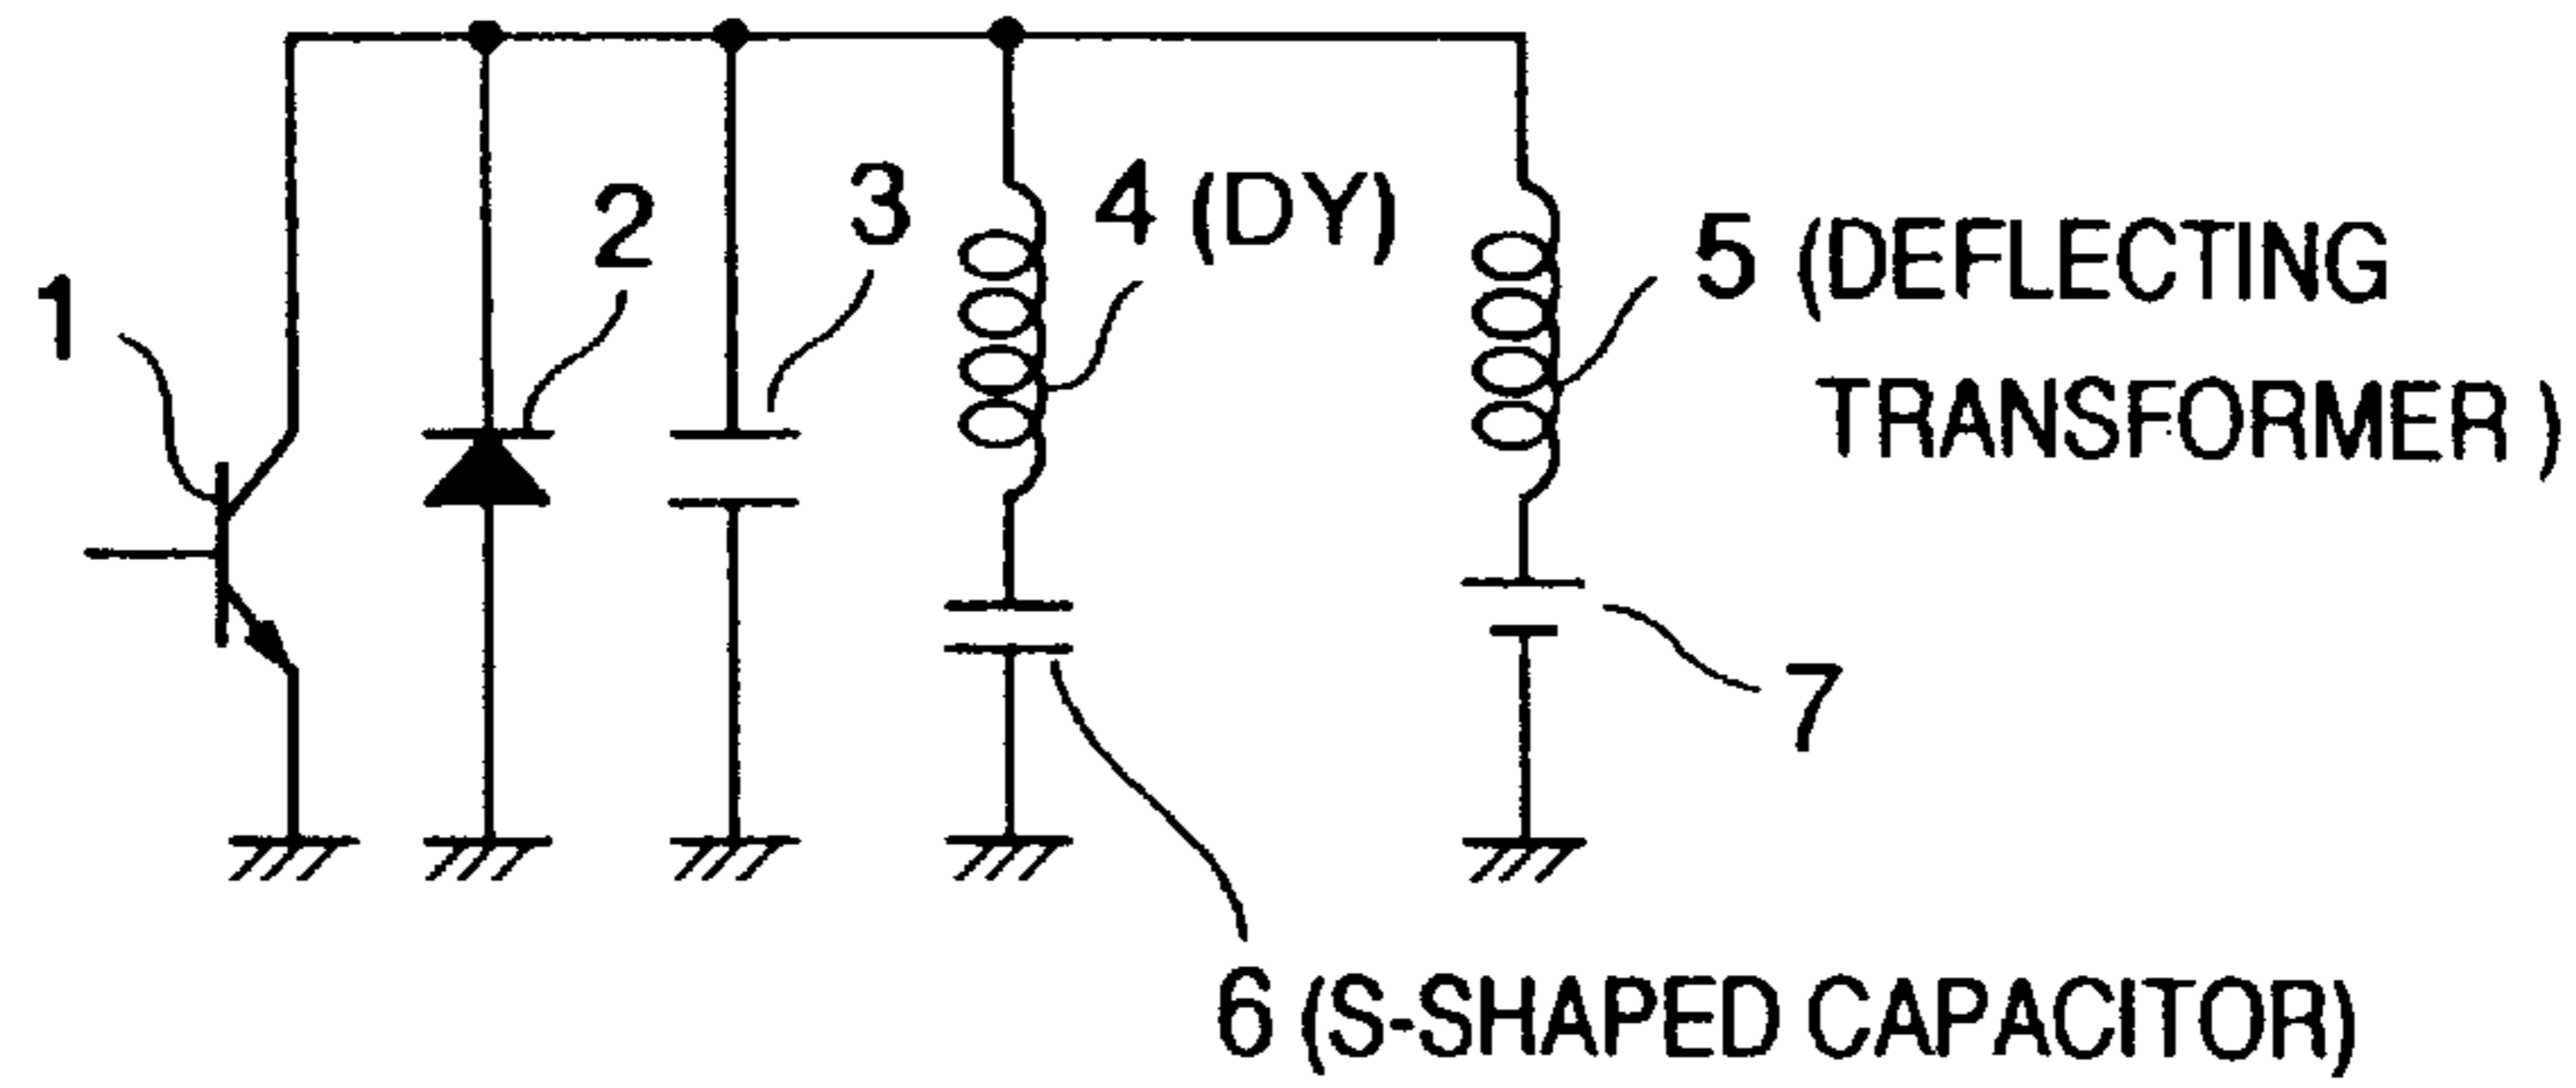 1
2
3
4 (DY)
5 (DEFLECTING
TRANSFORMER )
7
6 (S-SHAPED CAPACITOR)